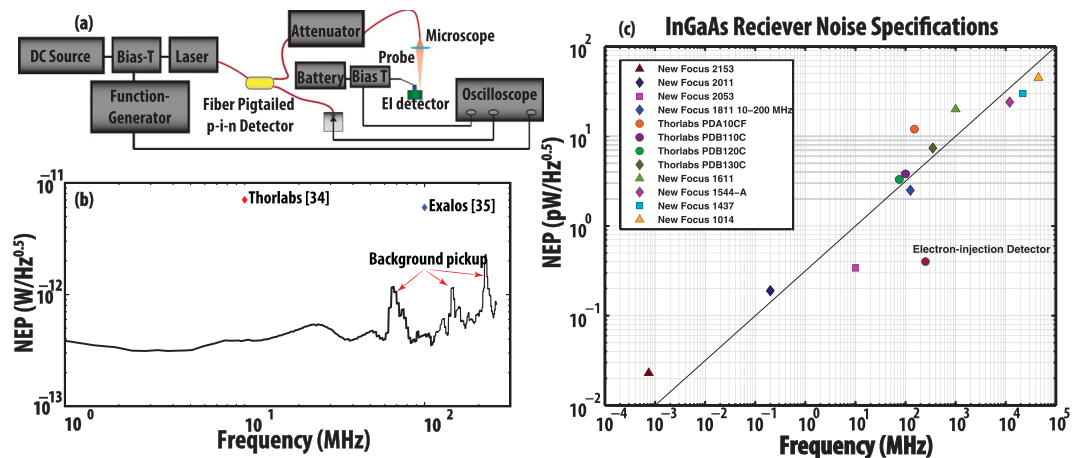 (a)
DC Source
Bias-T
Laser
Function-
Generator
Fiber Pigtailed
p-i-n Detector
Attenuator
Battery
Bias T
Probe
Microscope
EI detector
Oscilloscope
(b)
Thorlabs [34]
Exalos [35]
Background pickup
NEP (W/Hz^0.5)
10^-11
10^-12
10^-13
10^0
10^1
10^2
Frequency (MHz)
(c)
InGaAs Reciever Noise Specifications
New Focus 2153
New Focus 2011
New Focus 2053
New Focus 1811 10-200 MHz
Thorlabs PDA10CF
Thorlabs PDB110C
Thorlabs PDB120C
Thorlabs PDB130C
New Focus 1611
New Focus 1544-A
New Focus 1437
New Focus 1014
Electron-injection Detector
NEP (pW/Hz^0.5)
10^2
10^1
10^0
10^-1
10^-2
10^-4
10^-3
10^-2
10^-1
10^0
10^1
10^2
10^3
10^4
10^5
Frequency (MHz)